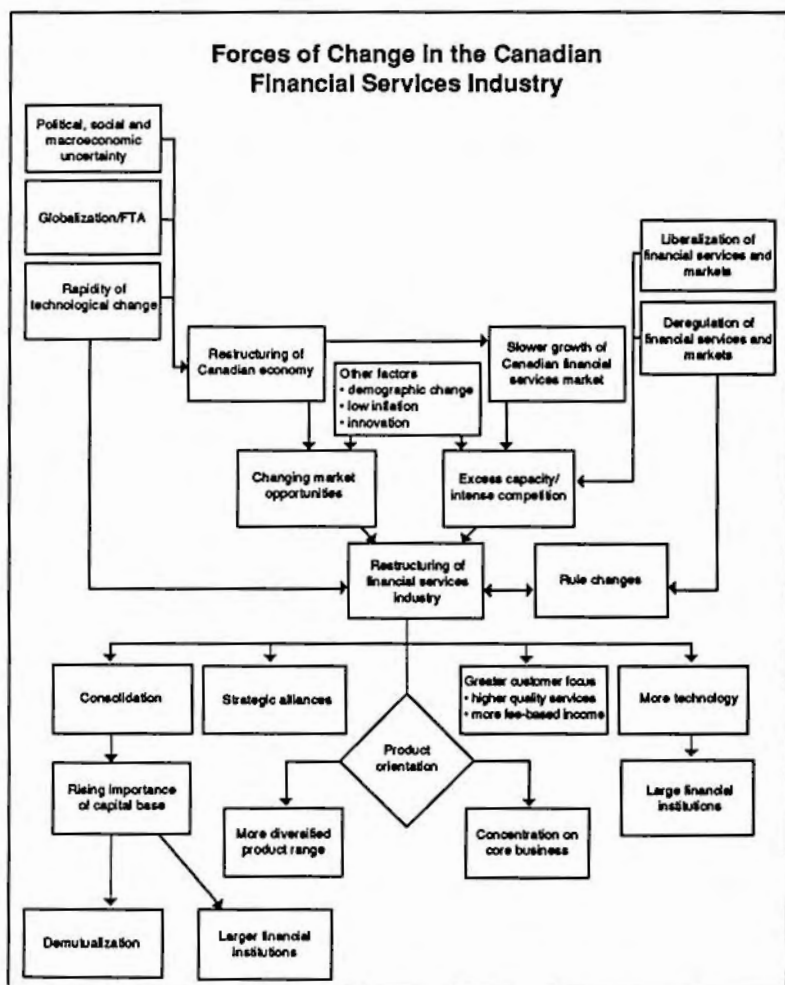 Forces of Change in the Canadian
Financial Services Industry
Political, social and
macroeconomic
uncertainty
Globalization/FTA
Rapidity of
technological change
Liberalization of
financial services and
markets
Deregulation of
financial services and
markets
Restructuring of
Canadian economy
Other factors
• demographic change
• low inflation
• innovation
Slower growth of
Canadian financial
services market
Changing market
opportunities
Excess capacity/
intense competition
Restructuring of
financial services
industry
Rule changes
Consolidation
Strategic alliances
Greater customer focus
• higher quality services
• more fee-based income
More technology
Product
orientation
Rising importance
of capital base
More diversified
product range
Concentration on
core business
Large financial
institutions
Demutualization
Larger financial
institutions